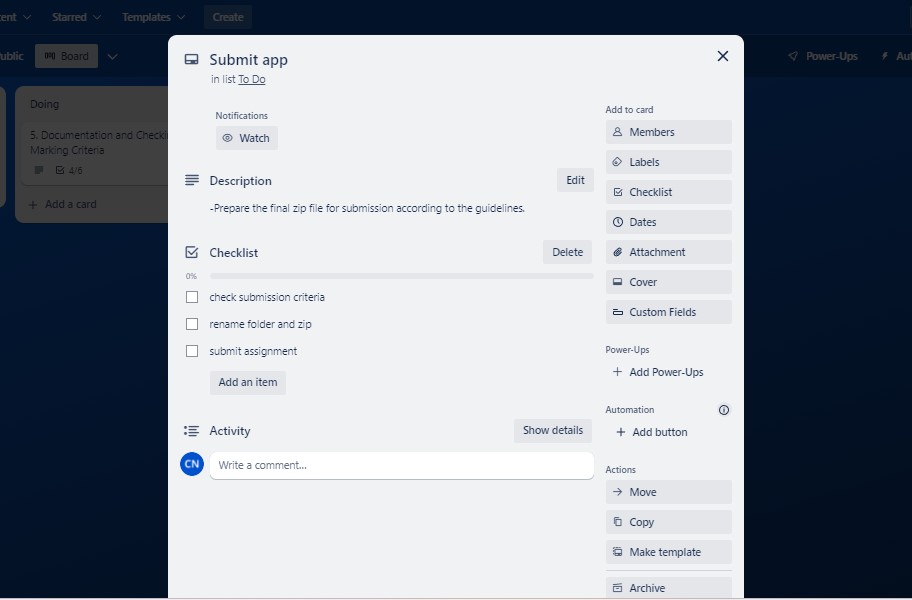 ent
Starred
Templates
Create
ublic
Board
Power-Ups
Aut
Doing
5. Documentation and Checki
Marking Criteria
4/6
+ Add a card
Submit app
in list To Do
Notifications
Watch
Description
Edit
-Prepare the final zip file for submission according to the guidelines.
Checklist
Delete
0%
check submission criteria
rename folder and zip
submit assignment
Add an item
Activity
Show details
CN
Write a comment...
Add to card
Members
Labels
Checklist
Dates
Attachment
Cover
Custom Fields
Power-Ups
+ Add Power-Ups
Automation
+ Add button
Actions
Move
Copy
Make template
Archive